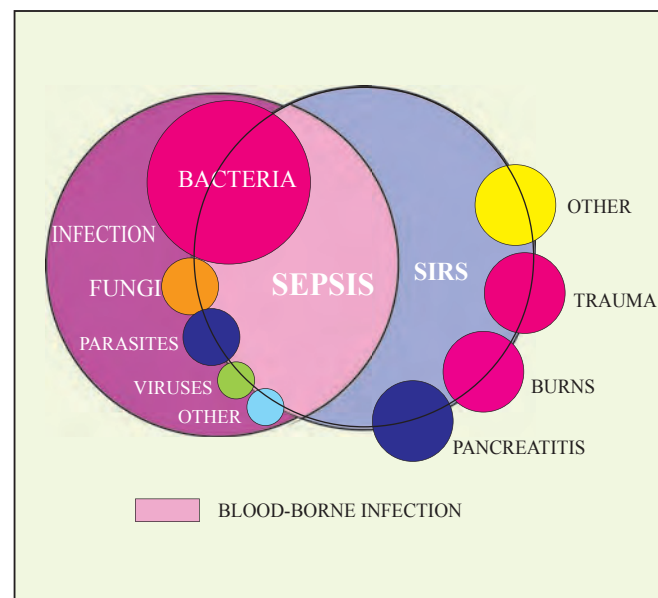 BACTERIA
OTHER
INFECTION
SEPSIS
SIRS
FUNGI
TRAUMA
PARASITES
VIRUSES
BURNS
OTHER
PANCREATITIS
BLOOD-BORNE INFECTION